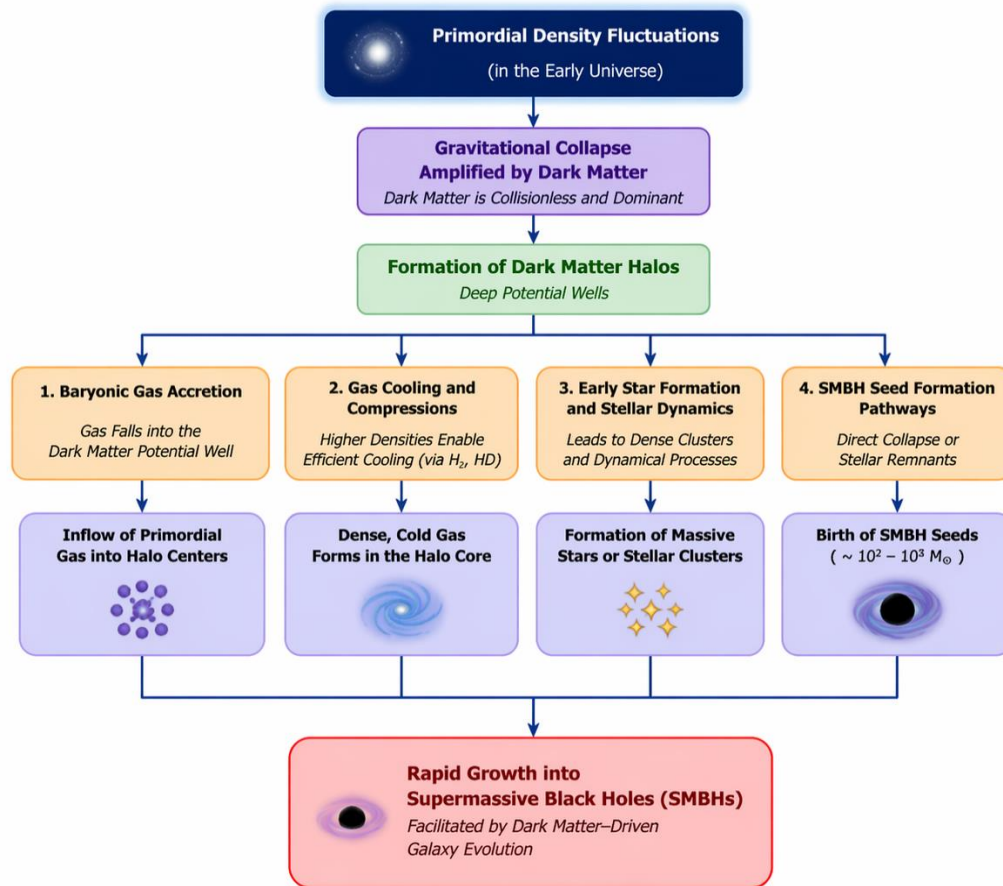 Primordial Density Fluctuations
(in the Early Universe)
Gravitational Collapse
Amplified by Dark Matter
Dark Matter is Collisionless and Dominant
Formation of Dark Matter Halos
Deep Potential Wells
1. Baryonic Gas Accretion
Gas Falls into the
Dark Matter Potential Well
2. Gas Cooling and
Compressions
Higher Densities Enable
Efficient Cooling (via H₂, HD)
3. Early Star Formation
and Stellar Dynamics
Leads to Dense Clusters
and Dynamical Processes
4. SMBH Seed Formation
Pathways
Direct Collapse or
Stellar Remnants
Inflow of Primordial
Gas into Halo Centers
Dense, Cold Gas
Forms in the Halo Core
Formation of Massive
Stars or Stellar Clusters
Birth of SMBH Seeds
( ~ 10² – 10³ M☉ )
Rapid Growth into
Supermassive Black Holes (SMBHs)
Facilitated by Dark Matter–Driven
Galaxy Evolution